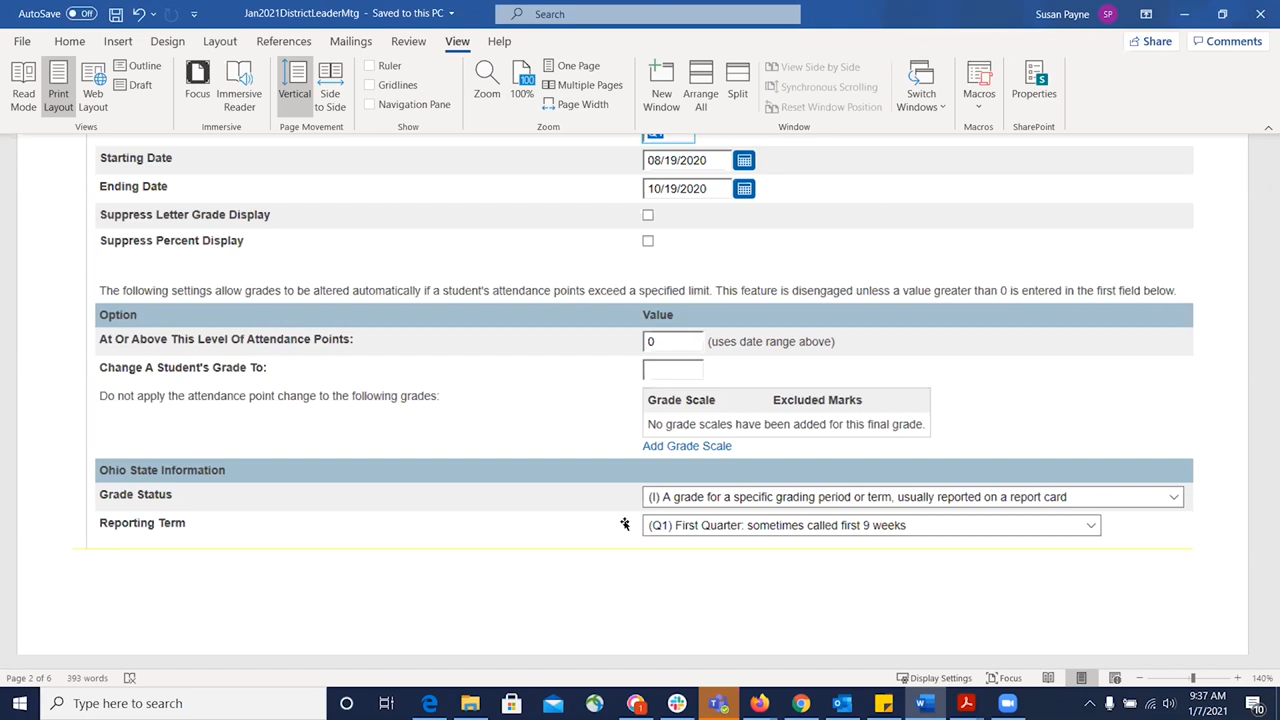 AutoSave Off Jan2021DistrictLeaderMtg - Saved to this PC Search Susan Payne SP
File Home Insert Draw Design Layout References Mailings Review View Help Share Comments
Read Mode
Print Layout
Web Layout
Outline
Draft
Views
Focus
Immersive Reader
Immersive
Vertical
Side to Side
Page Movement
Ruler
Gridlines
Navigation Pane
Show
Zoom
100
100%
One Page
Multiple Pages
Page Width
Zoom
New Window
Arrange All
Split
View Side by Side
Synchronous Scrolling
Reset Window Position
Window
Switch Windows
Macros
Macros
Properties
SharePoint
Starting Date 08/19/2020
Ending Date 10/19/2020
Suppress Letter Grade Display
Suppress Percent Display
The following settings allow grades to be altered automatically if a student's attendance points exceed a specified limit. This feature is disengaged unless a value greater than 0 is entered in the first field below.
Option Value
At Or Above This Level Of Attendance Points: 0 (uses date range above)
Change A Student's Grade To:
Do not apply the attendance point change to the following grades: Grade Scale Excluded Marks
No grade scales have been added for this final grade.
Add Grade Scale
Ohio State Information
Grade Status (I) A grade for a specific grading period or term, usually reported on a report card
Reporting Term (Q1) First Quarter: sometimes called first 9 weeks
Page 2 of 6 393 words Display Settings Focus 140%
Type here to search 9:37 AM
1/7/2021